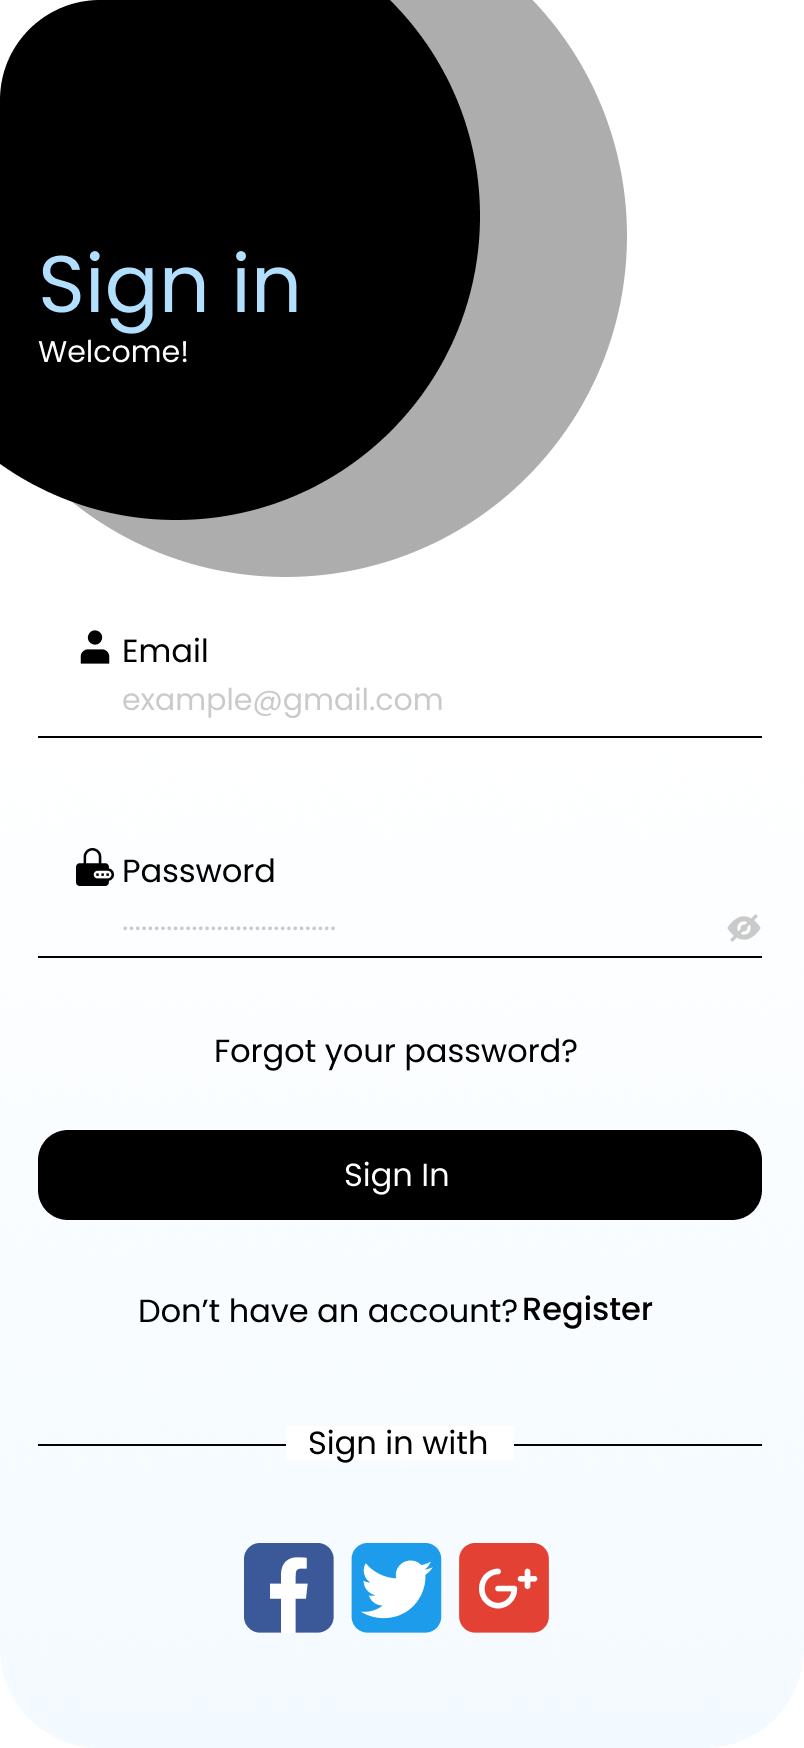 Sign in
Welcome!
Email
example@gmail.com
Password
Forgot your password?
Sign In
Don’t have an account? Register
Sign in with